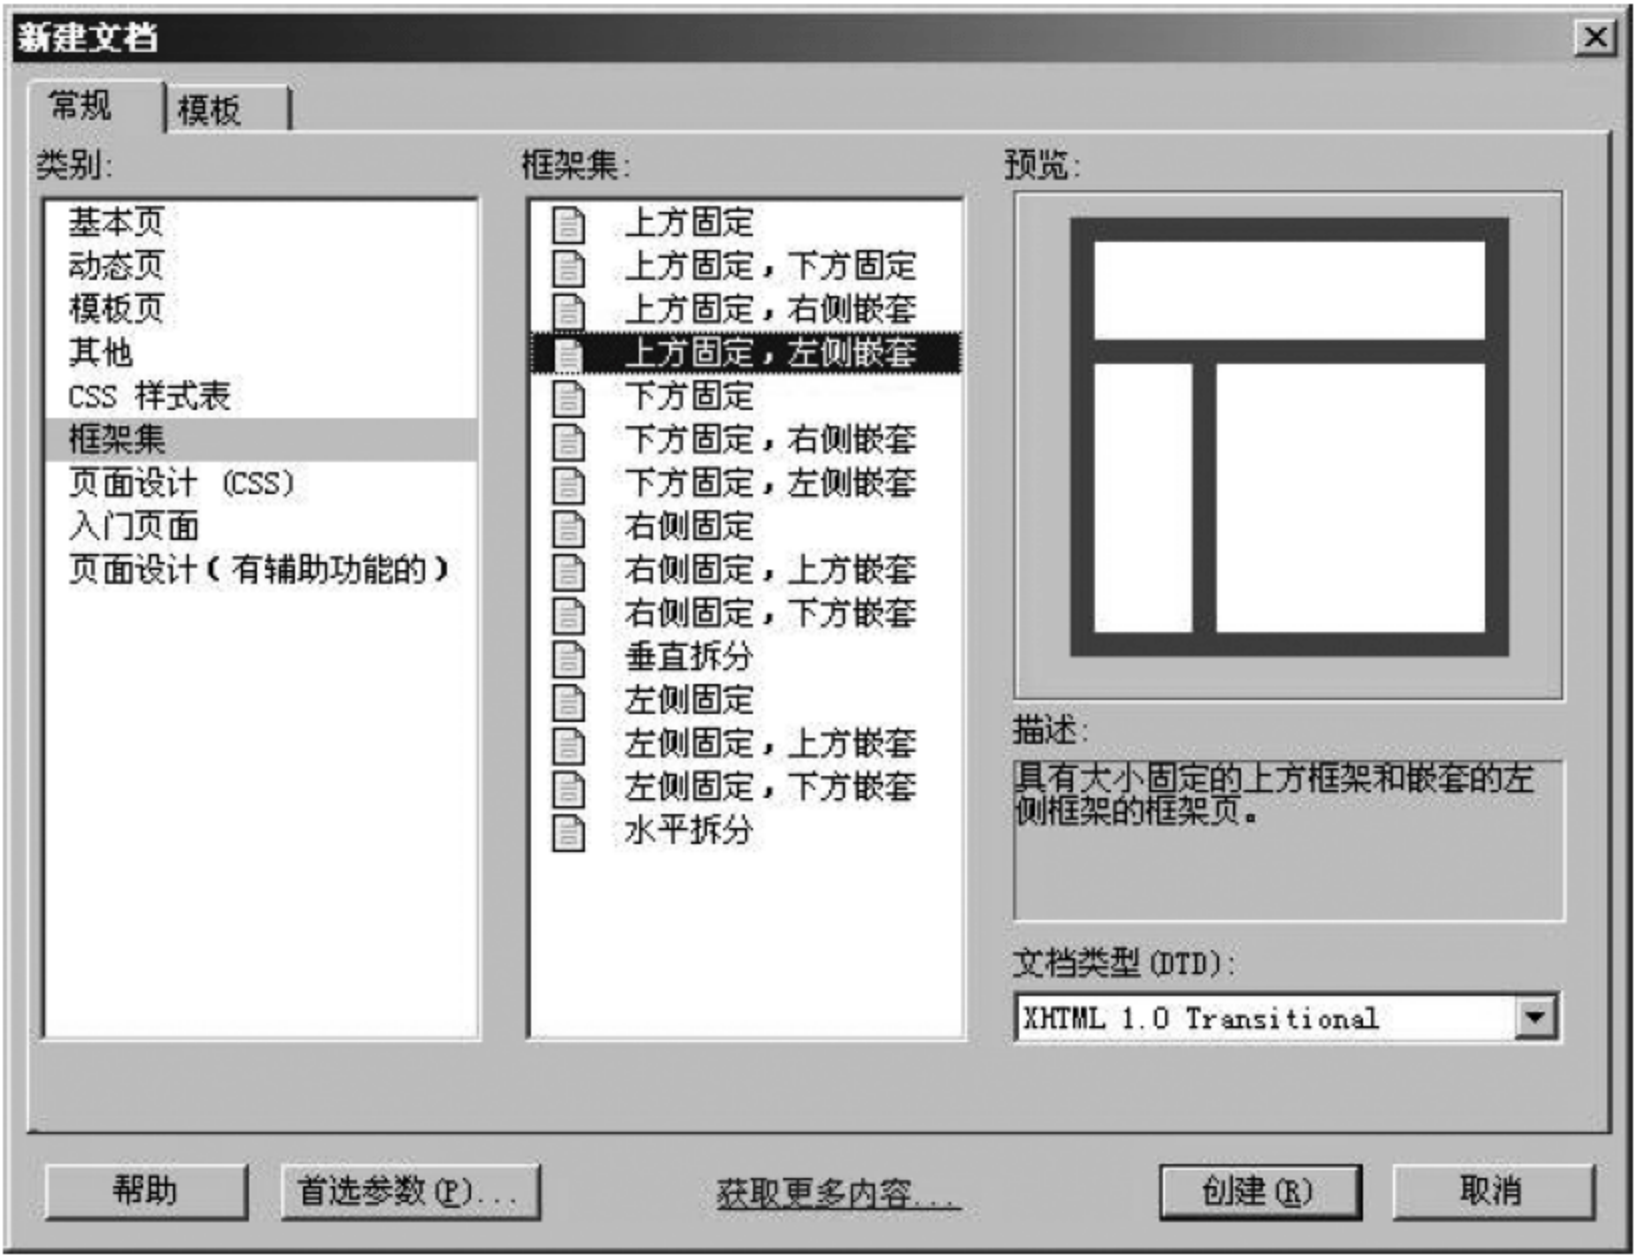 新建文档
常规
模板
类别:
基本页
动态页
模板页
其他
CSS 样式表
框架集
页面设计 (CSS)
入门页面
页面设计(有辅助功能的)
框架集:
上方固定
上方固定，下方固定
上方固定，右侧嵌套
上方固定，左侧嵌套
下方固定
下方固定，右侧嵌套
下方固定，左侧嵌套
右侧固定
右侧固定，上方嵌套
右侧固定，下方嵌套
垂直拆分
左侧固定
左侧固定，上方嵌套
左侧固定，下方嵌套
水平拆分
预览:
描述:
具有大小固定的上方框架和嵌套的左
侧框架的框架页。
文档类型(DTD):
XHTML 1.0 Transitional
帮助
首选参数(P)...
获取更多内容...
创建(R)
取消